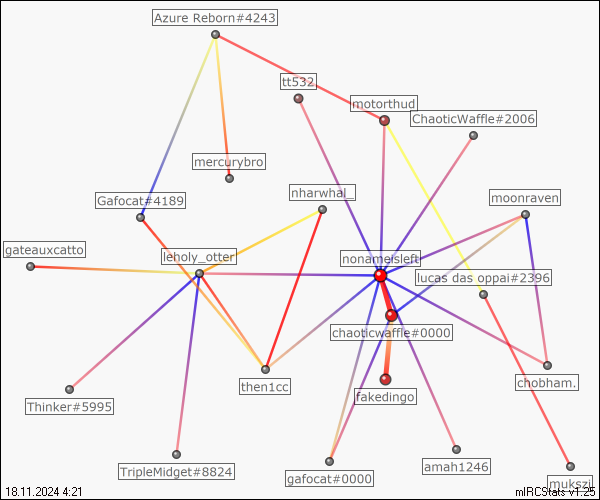 Azure Reborn#4243
tt532
motorthud
ChaoticWaffle#2006
mercurybro
nharwhal_
Gafocat#4189
moonraven
gateauxcatto
leholy_otter
nonameisleft
lucas das oppai#2396
chaoticwaffle#0000
then1cc
chobham.
fakedingo
Thinker#5995
TripleMidget#8824
gafocat#0000
amah1246
mukszi
18.11.2024 4:21
mIRCStats v1.25